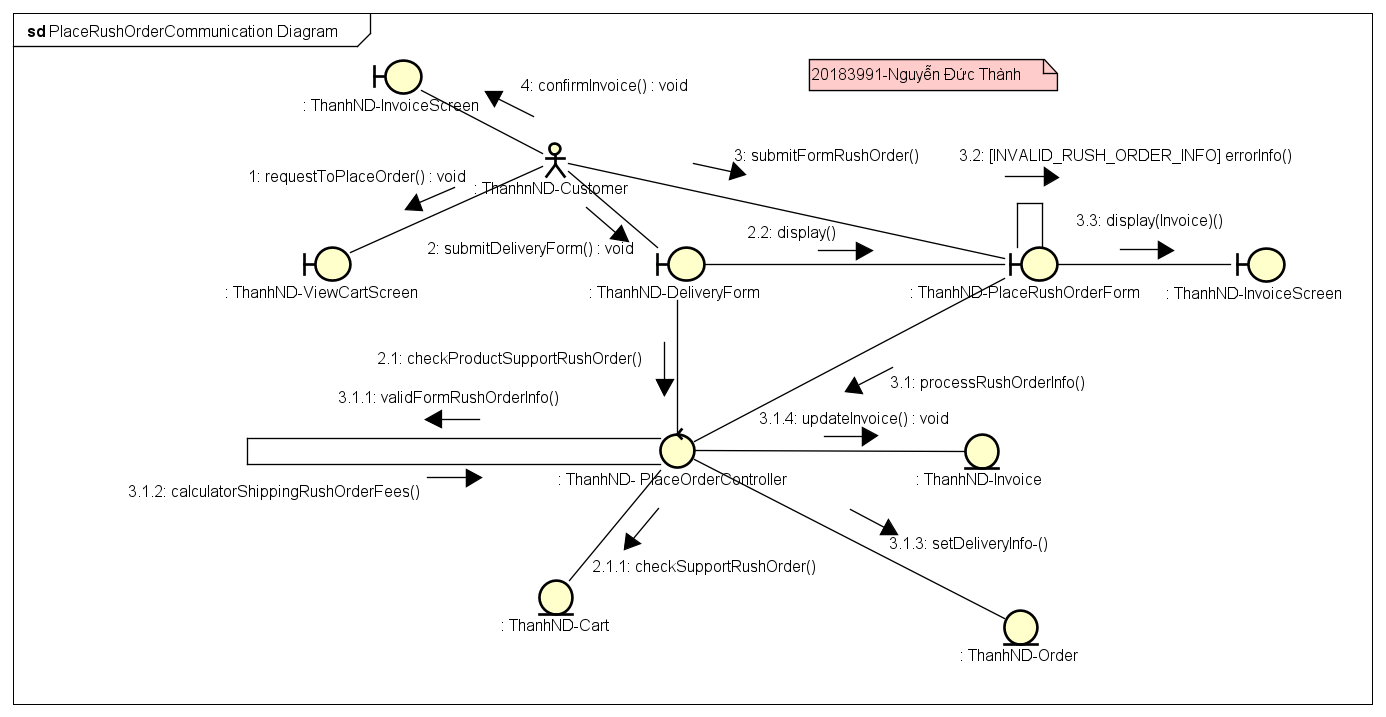 sd PlaceRushOrderCommunication Diagram
20183991-Nguyễn Đức Thành
4: confirmInvoice() : void
: ThanhND-InvoiceScreen
3: submitFormRushOrder()
3.2: [INVALID_RUSH_ORDER_INFO] errorInfo()
1: requestToPlaceOrder() : void
: ThanhnND-Customer
3.3: display(Invoice)()
2.2: display()
2: submitDeliveryForm() : void
: ThanhND-ViewCartScreen
: ThanhND-DeliveryForm
: ThanhND-PlaceRushOrderForm
: ThanhND-InvoiceScreen
2.1: checkProductSupportRushOrder()
3.1: processRushOrderInfo()
3.1.1: validFormRushOrderInfo()
3.1.4: updateInvoice() : void
: ThanhND- PlaceOrderController
: ThanhND-Invoice
3.1.2: calculatorShippingRushOrderFees()
3.1.3: setDeliveryInfo-()
2.1.1: checkSupportRushOrder()
: ThanhND-Cart
: ThanhND-Order